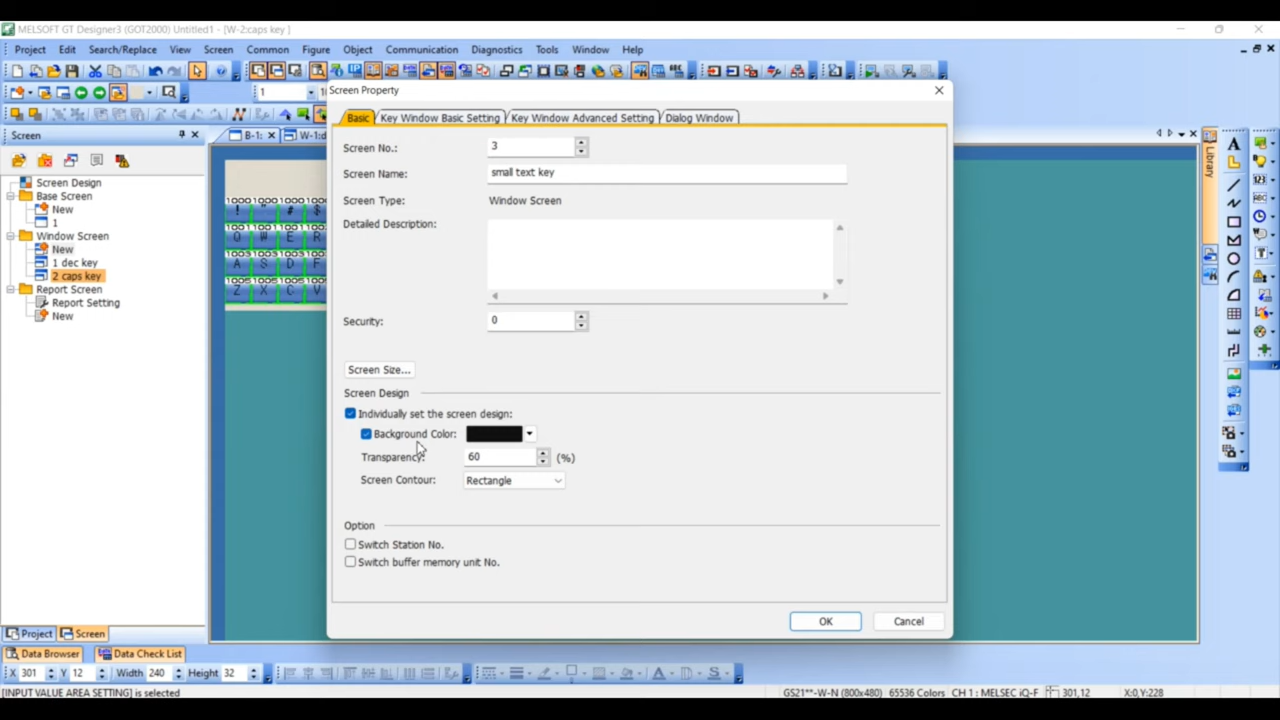 MELSOFT GT Designer3 (GOT2000) Untitled1 - [W-2:caps key ]
Project Edit Search/Replace View Screen Common Figure Object Communication Diagnostics Tools Window Help
1
Screen Property
Basic Key Window Basic Setting Key Window Advanced Setting Dialog Window
Screen
B-1: W-1:d
Library
Screen No.: 3
Screen Name: small text key
Screen Type: Window Screen
Detailed Description:
Security: 0
Screen Size...
Screen Design
Individually set the screen design:
Background Color:
Transparency: 60 (%)
Screen Contour: Rectangle
Option
Switch Station No.
Switch buffer memory unit No.
OK Cancel
Screen Design
Base Screen
New
1
Window Screen
New
1 dec key
2 caps key
Report Screen
Report Setting
New
! " # $
Q W E R
A S D F
Z X C V
Project Screen
Data Browser Data Check List
X 301 Y 12 Width 240 Height 32
[INPUT VALUE AREA SETTING] is selected
GS21**-W-N (800x480) 65536 Colors CH 1 : MELSEC iQ-F 301,12 X:0,Y:228